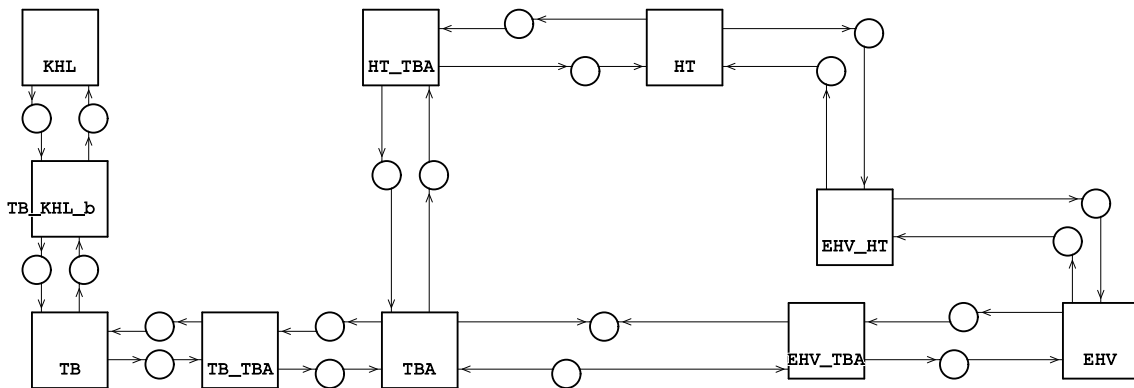 KHL
HT_TBA
HT
TB_KHL_b
EHV_HT
TB
TB_TBA
TBA
EHV_TBA
EHV